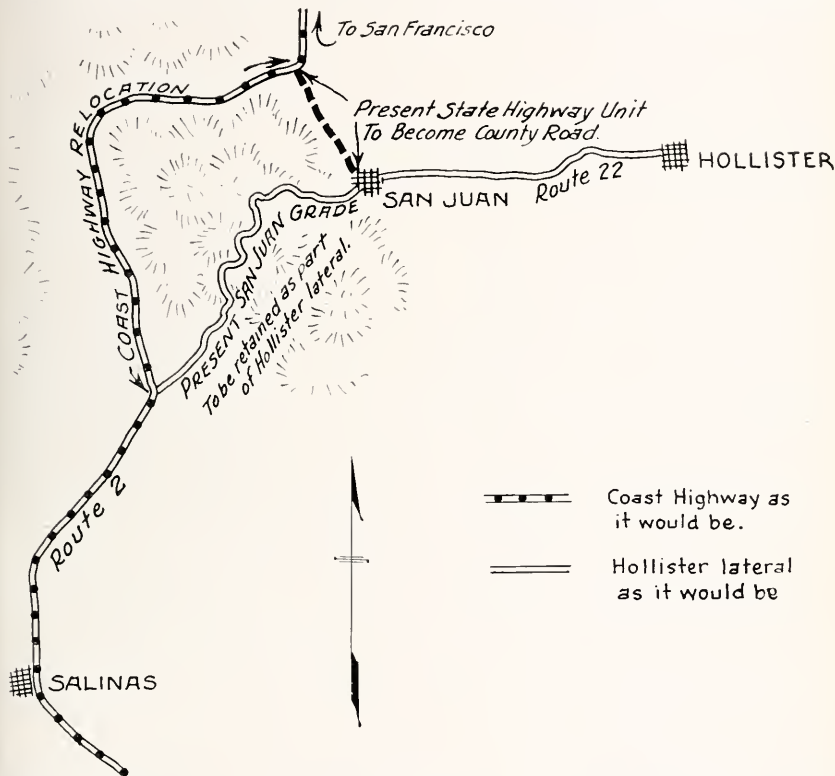 To San Francisco
COAST HIGHWAY RELOCATION
Present State Highway Unit
To Become County Road.
HOLLISTER
Route 22
SAN JUAN
PRESENT SAN JUAN GRADE
To be retained as part
of Hollister lateral.
Route 2
Coast Highway as
it would be.
Hollister lateral
as it would be
SALINAS